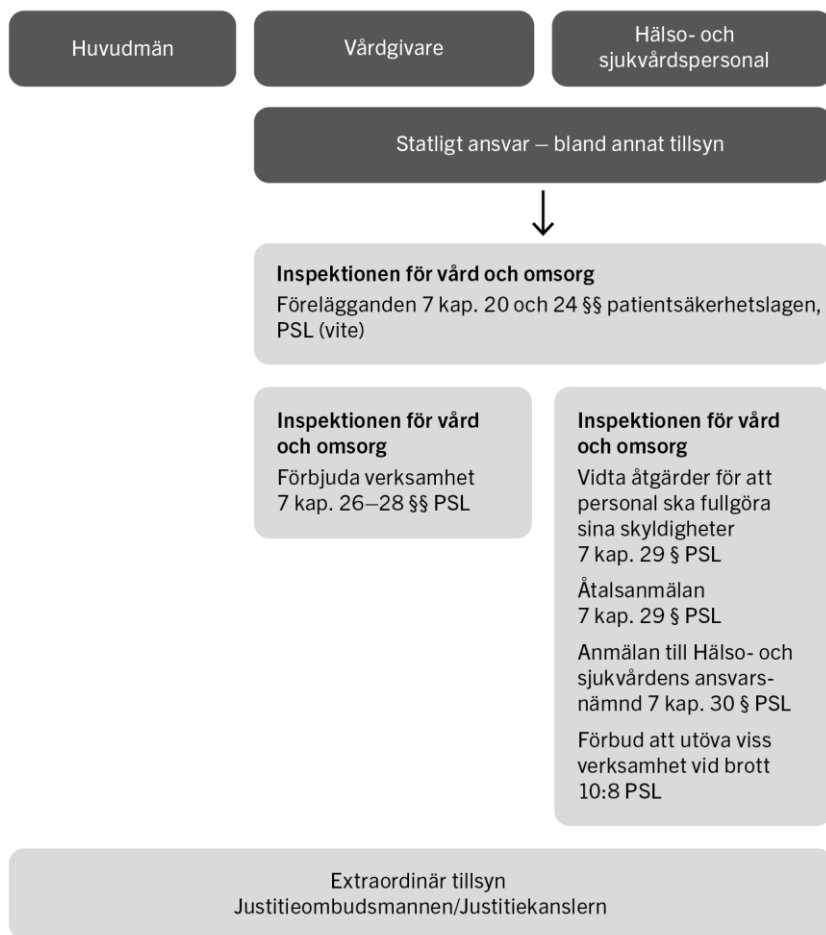 Huvudmän
Vårdgivare
Hälso- och
sjukvårdspersonal
Statligt ansvar – bland annat tillsyn
Inspektionen för vård och omsorg
Förelägganden 7 kap. 20 och 24 §§ patientsäkerhetslagen,
PSL (vite)
Inspektionen för vård
och omsorg
Förbjuda verksamhet
7 kap. 26–28 §§ PSL
Inspektionen för vård
och omsorg
Vidta åtgärder för att
personal ska fullgöra
sina skyldigheter
7 kap. 29 § PSL
Åtalsanmälan
7 kap. 29 § PSL
Anmälan till Hälso- och
sjukvårdens ansvars-
nämnd 7 kap. 30 § PSL
Förbud att utöva viss
verksamhet vid brott
10:8 PSL
Extraordinär tillsyn
Justitieombudsmannen/Justitiekanslern